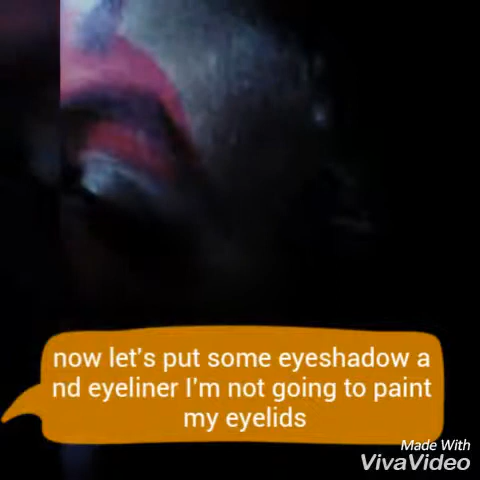 now let's put some eyeshadow a
nd eyeliner I'm not going to paint
my eyelids
Made With
VivaVideo